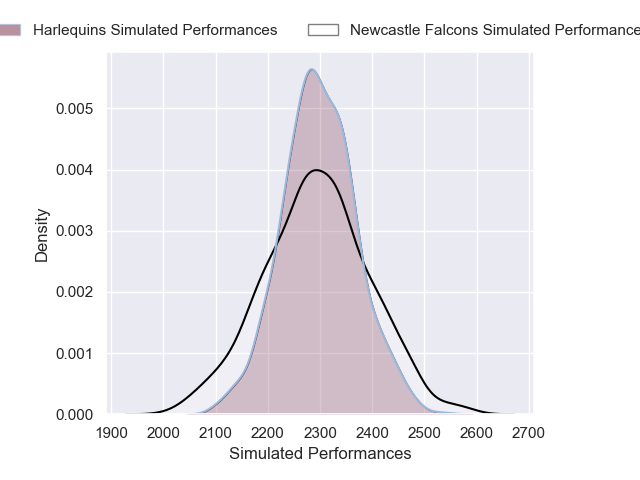 Harlequins Simulated Performances
Newcastle Falcons Simulated Performance
0.005
0.004
0.003
0.002
0.001
0.000
Density
1900 2000 2100 2200 2300 2400 2500 2600 2700
Simulated Performances